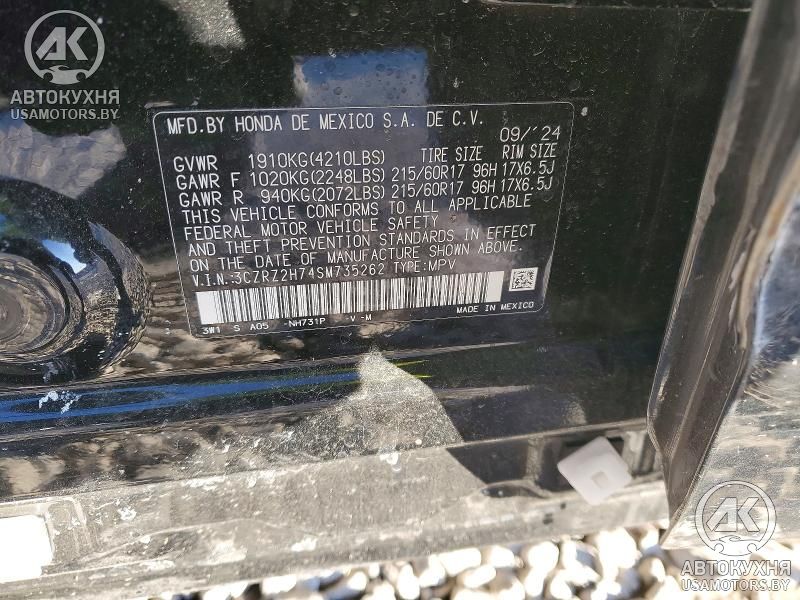 AK
АВТОКУХНЯ
USAMOTORS.BY
MFD.BY HONDA DE MEXICO S.A. DE C.V. 09/'24
GVWR 1910KG(4210LBS) TIRE SIZE RIM SIZE
GAWR F 1020KG(2248LBS) 215/60R17 96H 17X6.5J
GAWR R 940KG(2072LBS) 215/60R17 96H 17X6.5J
THIS VEHICLE CONFORMS TO ALL APPLICABLE
FEDERAL MOTOR VEHICLE SAFETY
AND THEFT PREVENTION STANDARDS IN EFFECT
ON THE DATE OF MANUFACTURE SHOWN ABOVE.
V.I.N.:3CZRZ2H74SM735262 TYPE:MPV
3W1 S A05 -NH731P V-M MADE IN MEXICO
AK
АВТОКУХНЯ
USAMOTORS.BY